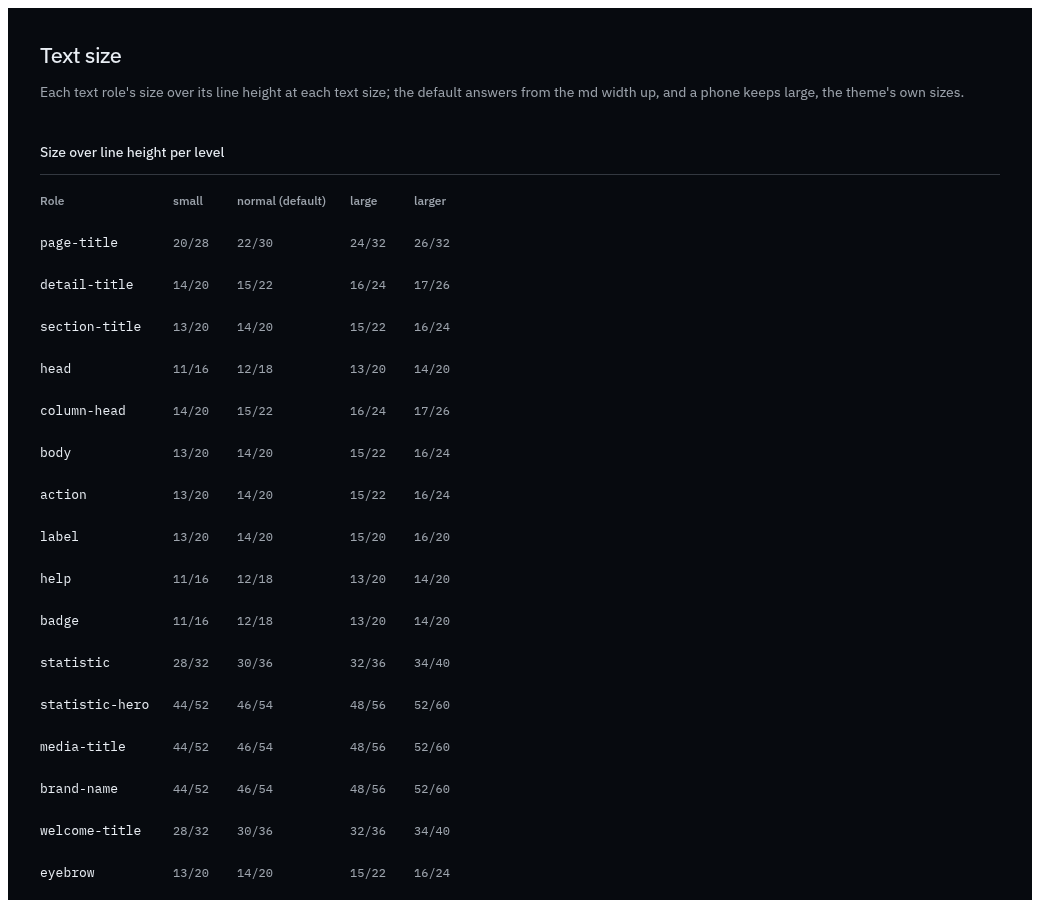 Text size
Each text role's size over its line height at each text size; the default answers from the md width up, and a phone keeps large, the theme's own sizes.
Size over line height per level
Role small normal (default) large larger
page-title 20/28 22/30 24/32 26/32
detail-title 14/20 15/22 16/24 17/26
section-title 13/20 14/20 15/22 16/24
head 11/16 12/18 13/20 14/20
column-head 14/20 15/22 16/24 17/26
body 13/20 14/20 15/22 16/24
action 13/20 14/20 15/22 16/24
label 13/20 14/20 15/20 16/20
help 11/16 12/18 13/20 14/20
badge 11/16 12/18 13/20 14/20
statistic 28/32 30/36 32/36 34/40
statistic-hero 44/52 46/54 48/56 52/60
media-title 44/52 46/54 48/56 52/60
brand-name 44/52 46/54 48/56 52/60
welcome-title 28/32 30/36 32/36 34/40
eyebrow 13/20 14/20 15/22 16/24